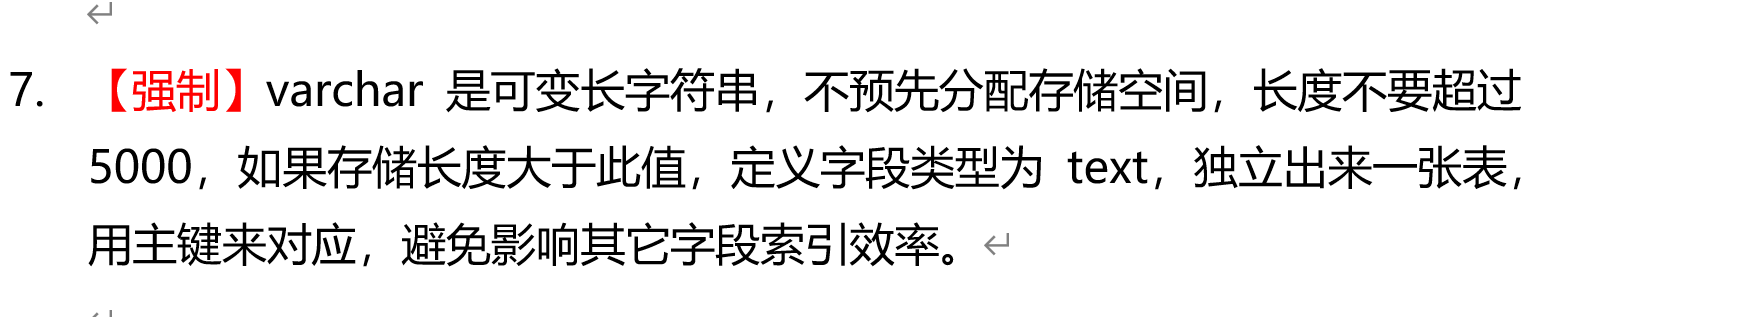 7. 【强制】varchar 是可变长字符串，不预先分配存储空间，长度不要超过
5000，如果存储长度大于此值，定义字段类型为 text，独立出来一张表，
用主键来对应，避免影响其它字段索引效率。